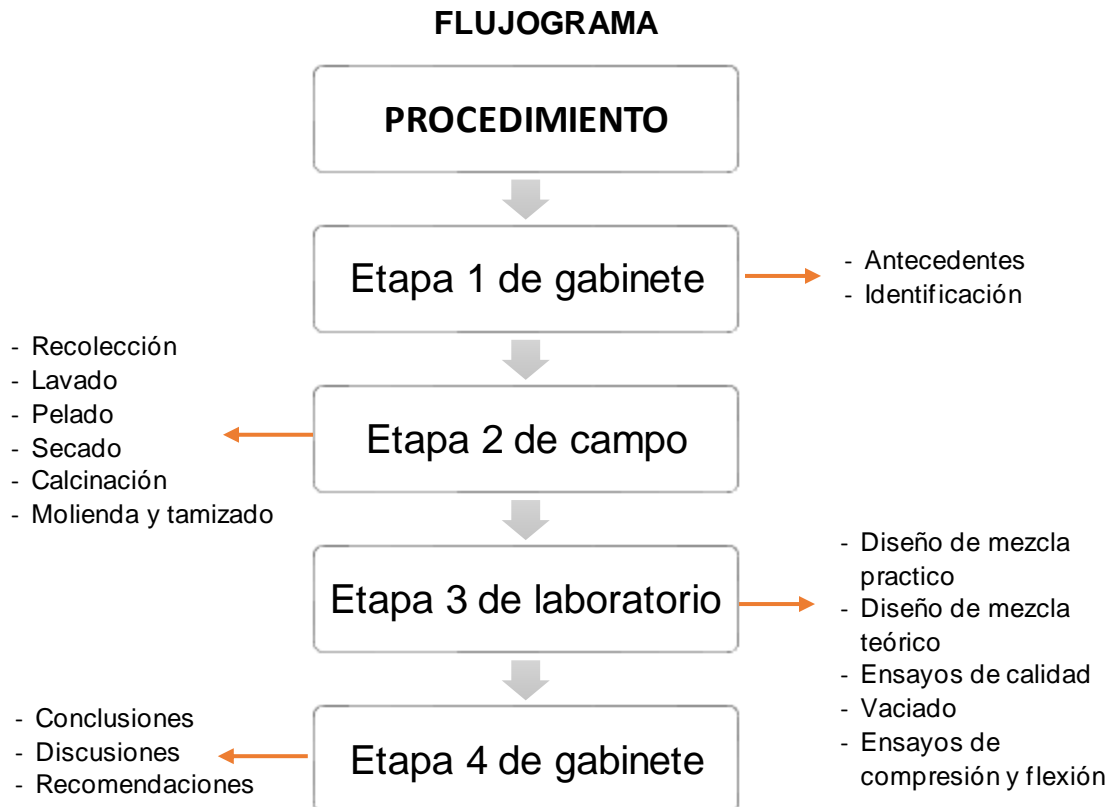 FLUJOGRAMA
PROCEDIMIENTO
Etapa 1 de gabinete
- Antecedentes
- Identificación
- Recolección
- Lavado
- Pelado
- Secado
- Calcinación
- Molienda y tamizado
Etapa 2 de campo
Etapa 3 de laboratorio
- Diseño de mezcla
practico
- Diseño de mezcla
teórico
- Ensayos de calidad
- Vaciado
- Ensayos de
compresión y flexión
- Conclusiones
- Discusiones
- Recomendaciones
Etapa 4 de gabinete